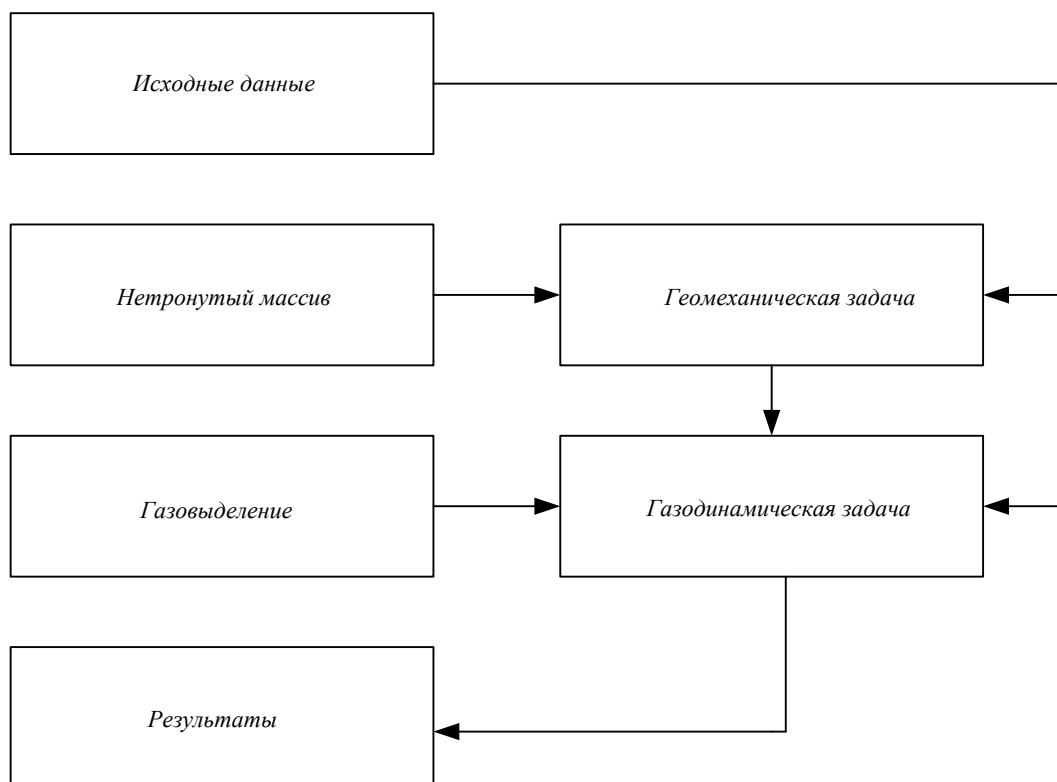 Исходные данные
Нетронутый массив
Геомеханическая задача
Газовыделение
Газодинамическая задача
Результаты